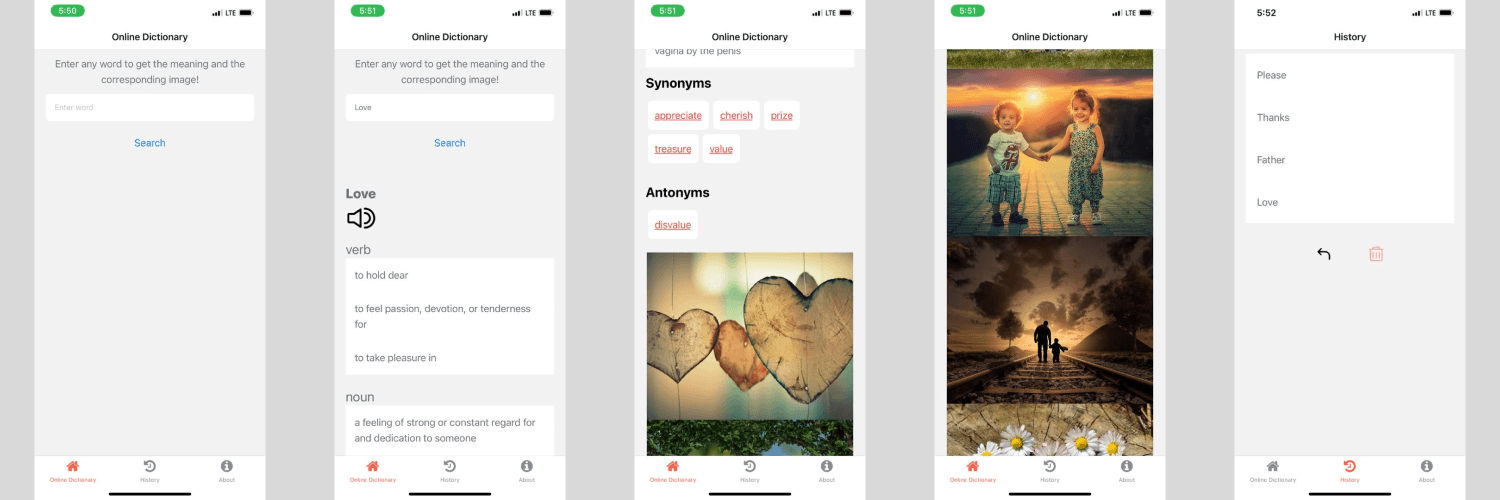 5:50
LTE
Online Dictionary
Enter any word to get the meaning and the
corresponding image!
Enter word
Search
Online Dictionary
History
About
5:51
LTE
Online Dictionary
Enter any word to get the meaning and the
corresponding image!
Love
Search
Love
verb
to hold dear
to feel passion, devotion, or tenderness
for
to take pleasure in
noun
a feeling of strong or constant regard for
and dedication to someone
Online Dictionary
History
About
5:51
LTE
Online Dictionary
vagina by the penis
Synonyms
appreciate cherish prize
treasure value
Antonyms
disvalue
Online Dictionary
History
About
5:51
LTE
Online Dictionary
Online Dictionary
History
About
5:52
LTE
History
Please
Thanks
Father
Love
Online Dictionary
History
About